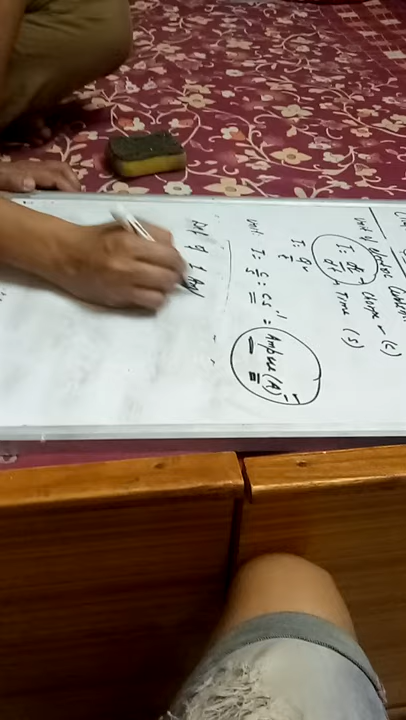 Unit of Electric Current:
I = dq/dt → Charge - (C)
→ Time (S)
I = q/t
Unit I = C/S = CS⁻¹ = Ampere (A)
Def of 1 Amp